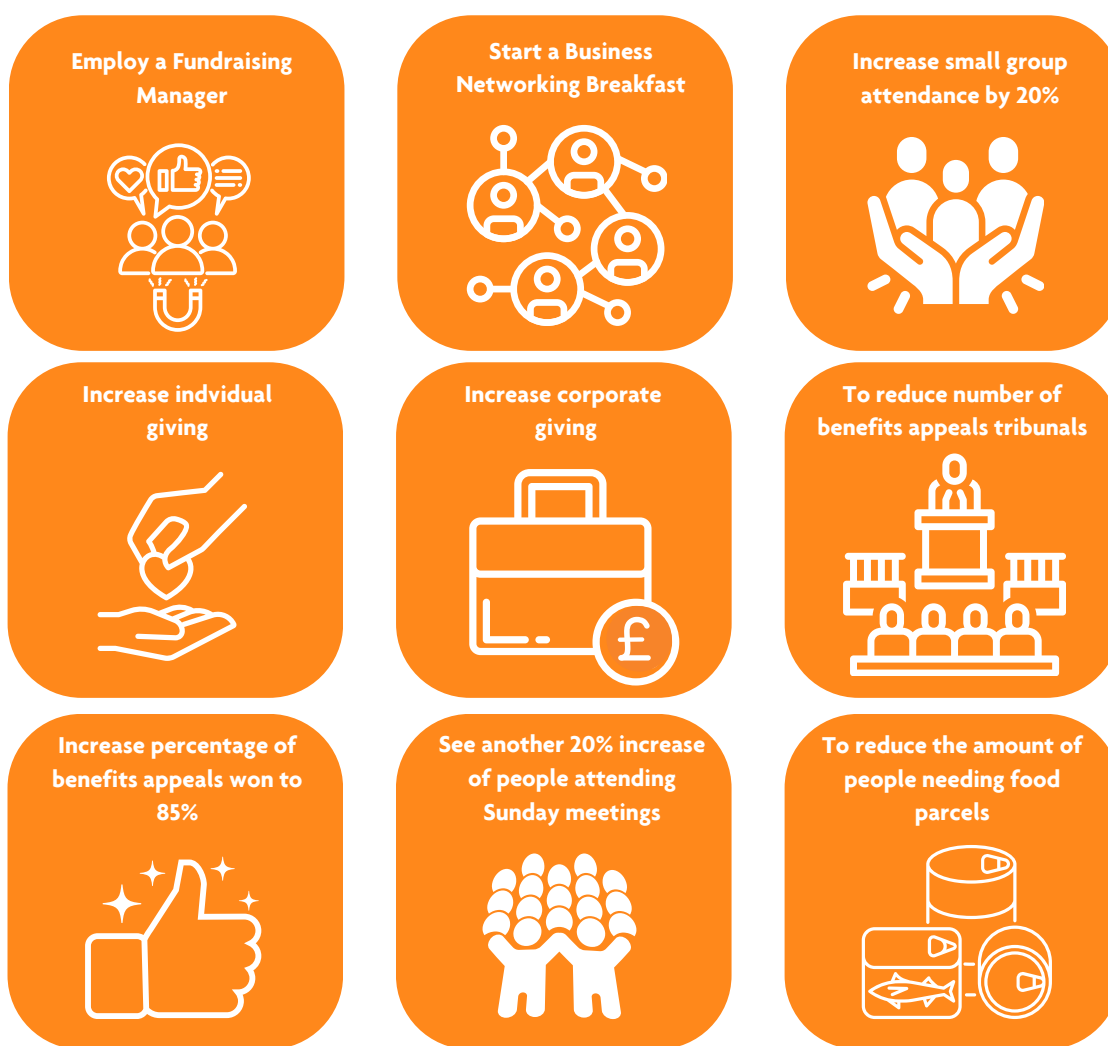 Employ a Fundraising
Manager
Start a Business
Networking Breakfast
Increase small group
attendance by 20%
Increase indvidual
giving
Increase corporate
giving
£
To reduce number of
benefits appeals tribunals
Increase percentage of
benefits appeals won to
85%
See another 20% increase
of people attending
Sunday meetings
To reduce the amount of
people needing food
parcels